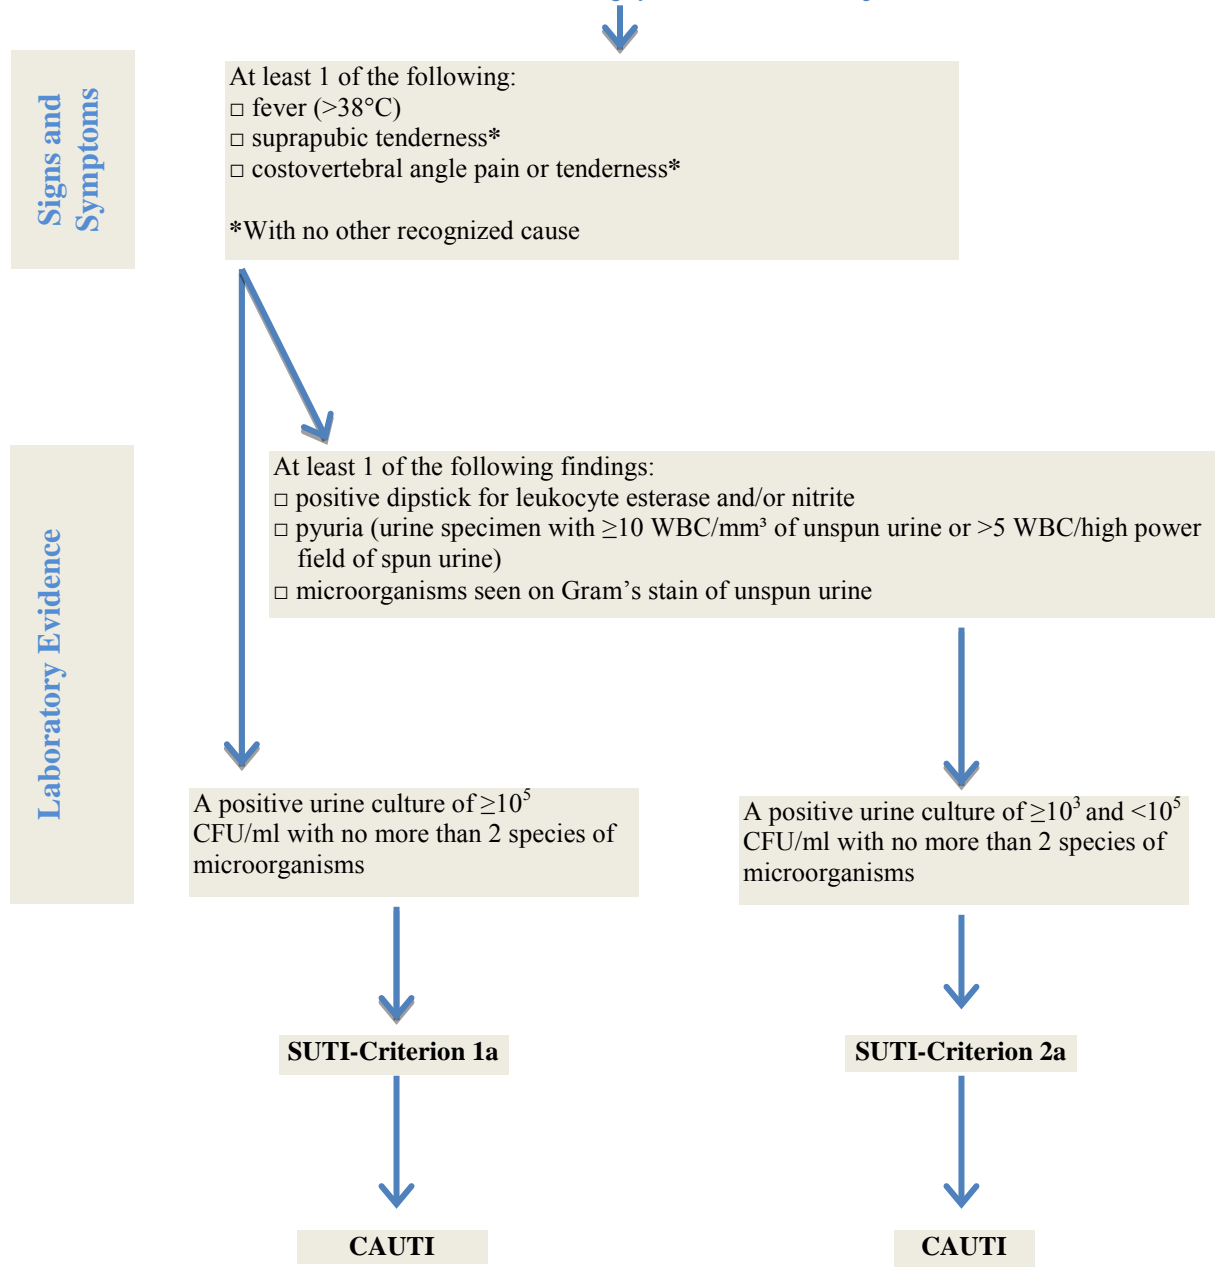 Signs and
Symptoms
At least 1 of the following:
□ fever (>38°C)
□ suprapubic tenderness*
□ costovertebral angle pain or tenderness*
*With no other recognized cause
Laboratory Evidence
At least 1 of the following findings:
□ positive dipstick for leukocyte esterase and/or nitrite
□ pyuria (urine specimen with ≥10 WBC/mm³ of unspun urine or >5 WBC/high power
field of spun urine)
□ microorganisms seen on Gram’s stain of unspun urine
A positive urine culture of ≥10⁵
CFU/ml with no more than 2 species of
microorganisms
A positive urine culture of ≥10³ and <10⁵
CFU/ml with no more than 2 species of
microorganisms
SUTI-Criterion 1a
SUTI-Criterion 2a
CAUTI
CAUTI